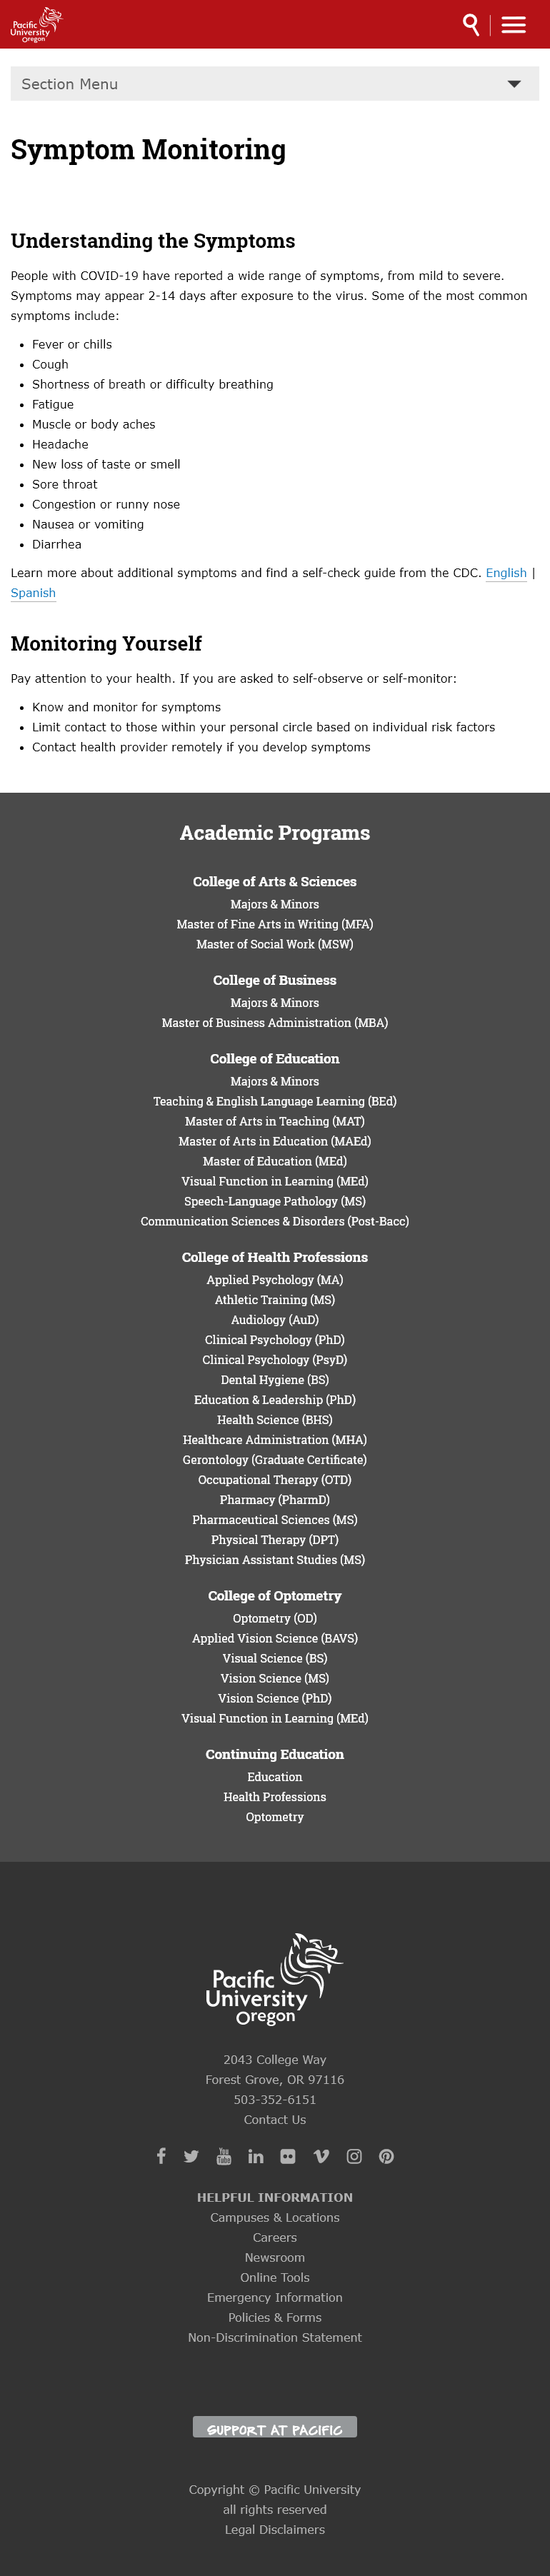 Pacific
University
Oregon
Section Menu
Symptom Monitoring
Understanding the Symptoms
People with COVID-19 have reported a wide range of symptoms, from mild to severe.
Symptoms may appear 2-14 days after exposure to the virus. Some of the most common
symptoms include:
Fever or chills
Cough
Shortness of breath or difficulty breathing
Fatigue
Muscle or body aches
Headache
New loss of taste or smell
Sore throat
Congestion or runny nose
Nausea or vomiting
Diarrhea
Learn more about additional symptoms and find a self-check guide from the CDC. English |
Spanish
Monitoring Yourself
Pay attention to your health. If you are asked to self-observe or self-monitor:
Know and monitor for symptoms
Limit contact to those within your personal circle based on individual risk factors
Contact health provider remotely if you develop symptoms
Academic Programs
College of Arts & Sciences
Majors & Minors
Master of Fine Arts in Writing (MFA)
Master of Social Work (MSW)
College of Business
Majors & Minors
Master of Business Administration (MBA)
College of Education
Majors & Minors
Teaching & English Language Learning (BEd)
Master of Arts in Teaching (MAT)
Master of Arts in Education (MAEd)
Master of Education (MEd)
Visual Function in Learning (MEd)
Speech-Language Pathology (MS)
Communication Sciences & Disorders (Post-Bacc)
College of Health Professions
Applied Psychology (MA)
Athletic Training (MS)
Audiology (AuD)
Clinical Psychology (PhD)
Clinical Psychology (PsyD)
Dental Hygiene (BS)
Education & Leadership (PhD)
Health Science (BHS)
Healthcare Administration (MHA)
Gerontology (Graduate Certificate)
Occupational Therapy (OTD)
Pharmacy (PharmD)
Pharmaceutical Sciences (MS)
Physical Therapy (DPT)
Physician Assistant Studies (MS)
College of Optometry
Optometry (OD)
Applied Vision Science (BAVS)
Visual Science (BS)
Vision Science (MS)
Vision Science (PhD)
Visual Function in Learning (MEd)
Continuing Education
Education
Health Professions
Optometry
Pacific
University
Oregon
2043 College Way
Forest Grove, OR 97116
503-352-6151
Contact Us
You Tube
HELPFUL INFORMATION
Campuses & Locations
Careers
Newsroom
Online Tools
Emergency Information
Policies & Forms
Non-Discrimination Statement
SUPPORT AT PACIFIC
Copyright © Pacific University
all rights reserved
Legal Disclaimers